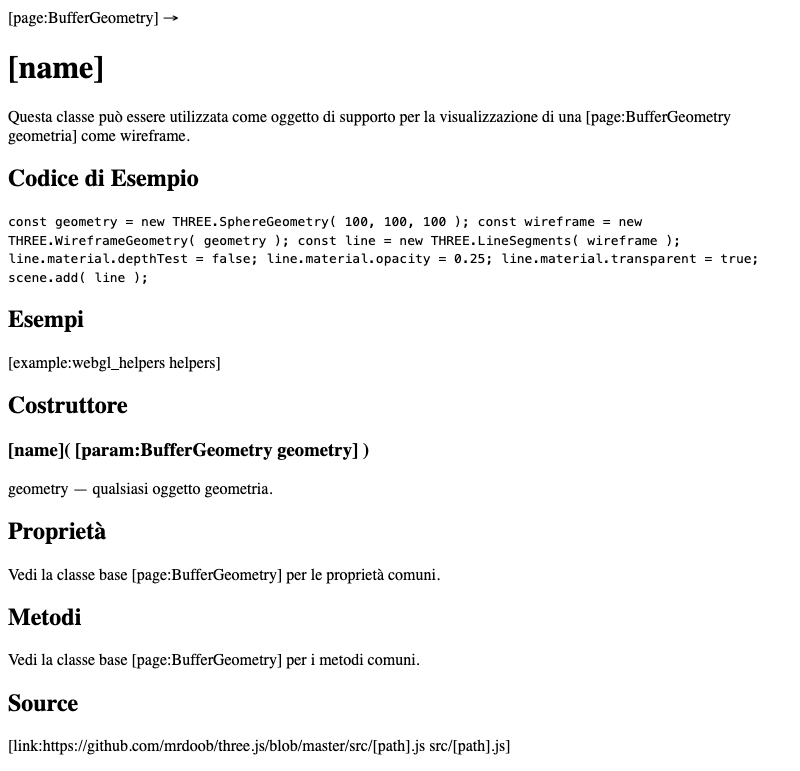 [page:BufferGeometry] →
[name]
Questa classe può essere utilizzata come oggetto di supporto per la visualizzazione di una [page:BufferGeometry
geometria] come wireframe.
Codice di Esempio
const geometry = new THREE.SphereGeometry( 100, 100, 100 ); const wireframe = new
THREE.WireframeGeometry( geometry ); const line = new THREE.LineSegments( wireframe );
line.material.depthTest = false; line.material.opacity = 0.25; line.material.transparent = true;
scene.add( line );
Esempi
[example:webgl_helpers helpers]
Costruttore
[name]( [param:BufferGeometry geometry] )
geometry — qualsiasi oggetto geometria.
Proprietà
Vedi la classe base [page:BufferGeometry] per le proprietà comuni.
Metodi
Vedi la classe base [page:BufferGeometry] per i metodi comuni.
Source
[link:https://github.com/mrdoob/three.js/blob/master/src/[path].js src/[path].js]